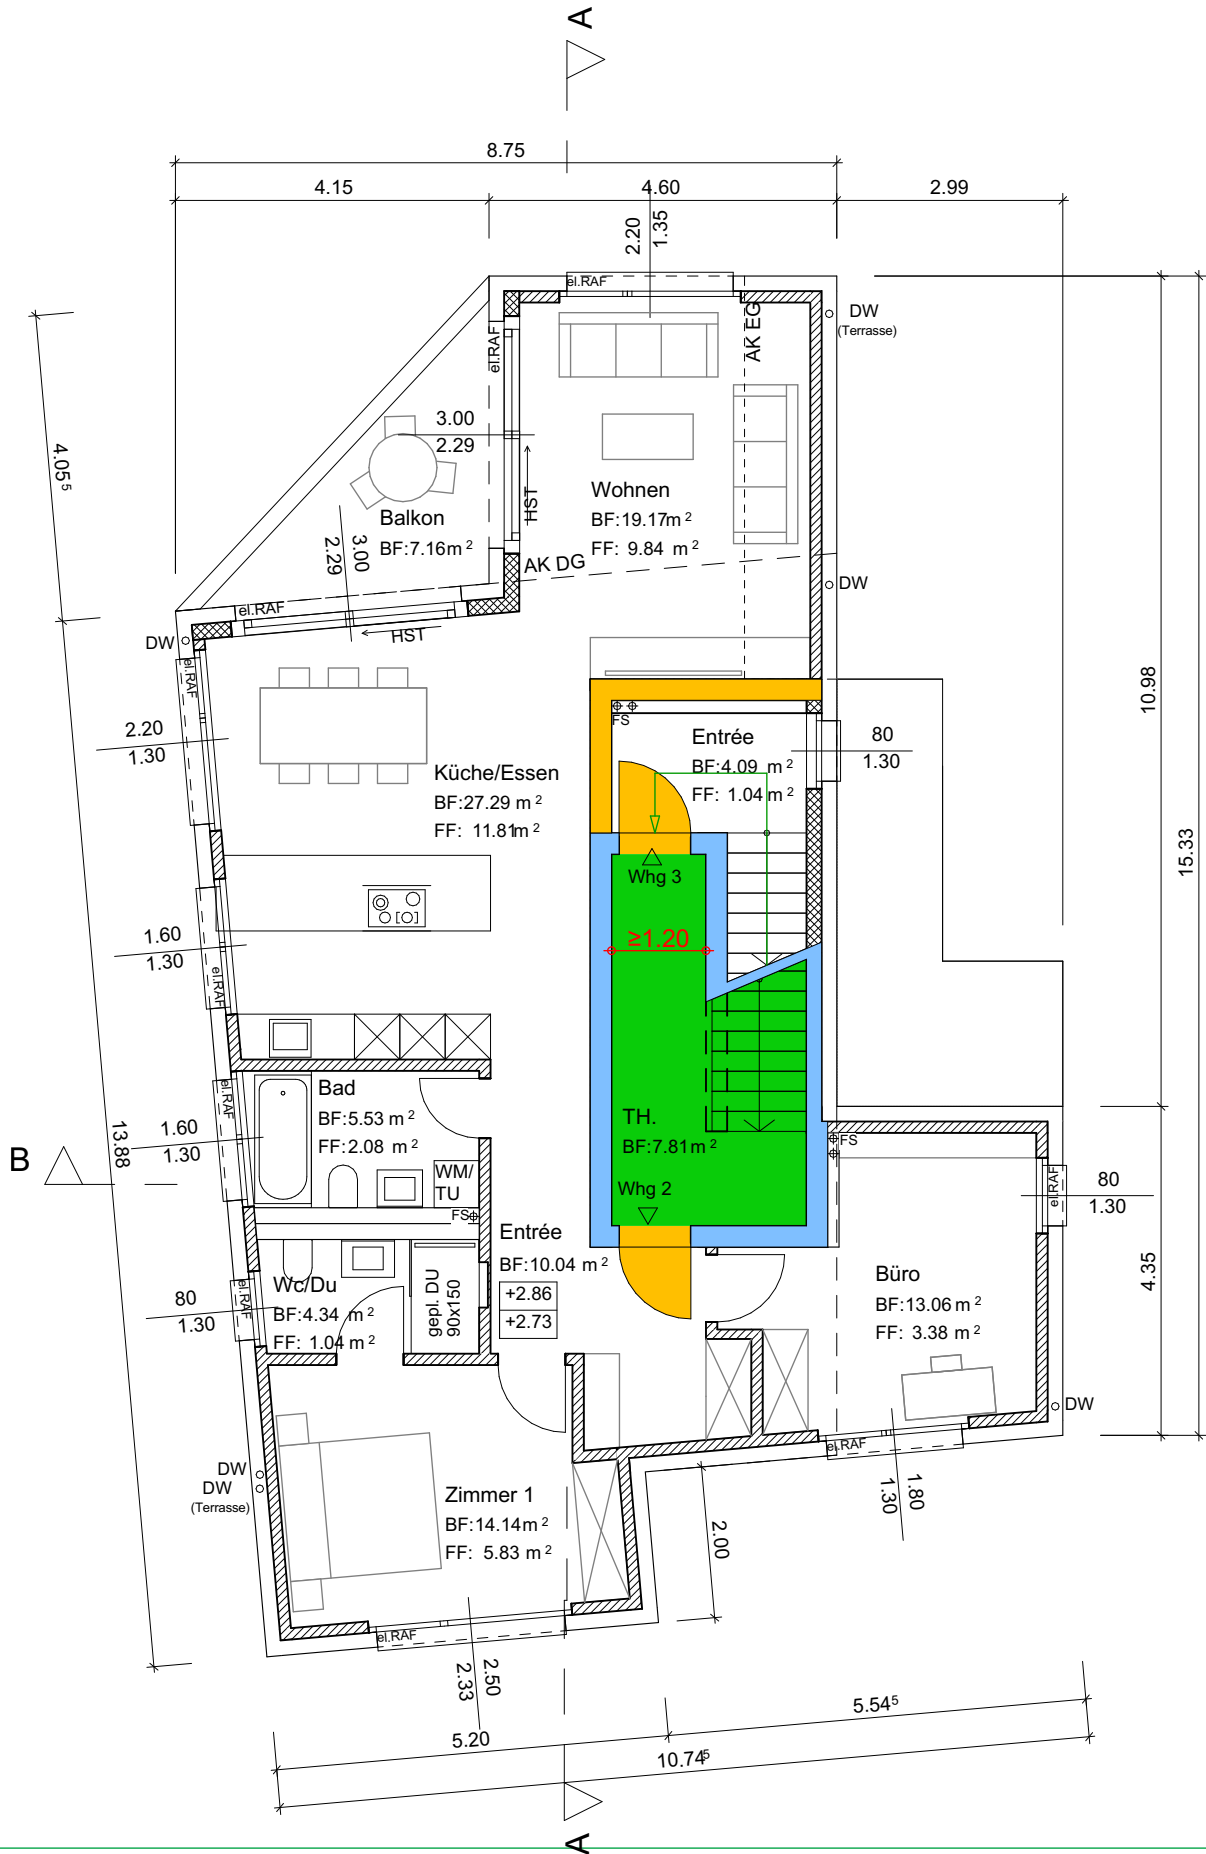 A
8.75
4.15
4.60
2.99
2.20
1.35
el.RAF
AK EG
DW
(Terrasse)
el.RAF
4.05⁵
3.00
2.29
HST
Wohnen
BF:19.17m²
FF: 9.84 m²
Balkon
BF:7.16m²
3.00
2.29
AK DG
DW
el.RAF
HST
DW
el.RAF
10.98
15.33
2.20
1.30
FS
Entrée
BF:4.09 m²
FF: 1.04 m²
80
1.30
Küche/Essen
BF:27.29 m²
FF: 11.81m²
Whg 3
≥1.20
1.60
1.30
el.RAF
Bad
BF:5.53 m²
FF:2.08 m²
el.RAF
1.60
1.30
13.88
B
WM/
TU
FS
TH.
BF:7.81m²
Whg 2
FS
el.RAF
80
1.30
Entrée
BF:10.04 m²
+2.86
+2.73
Wc/Du
BF:4.34 m²
FF: 1.04 m²
gepl. DU
90x150
el.RAF
80
1.30
Büro
BF:13.06 m²
FF: 3.38 m²
4.35
DW
el.RAF
1.80
1.30
DW
DW
(Terrasse)
Zimmer 1
BF:14.14m²
FF: 5.83 m²
2.00
el.RAF
2.50
2.33
5.20
5.54⁵
10.74⁵
A